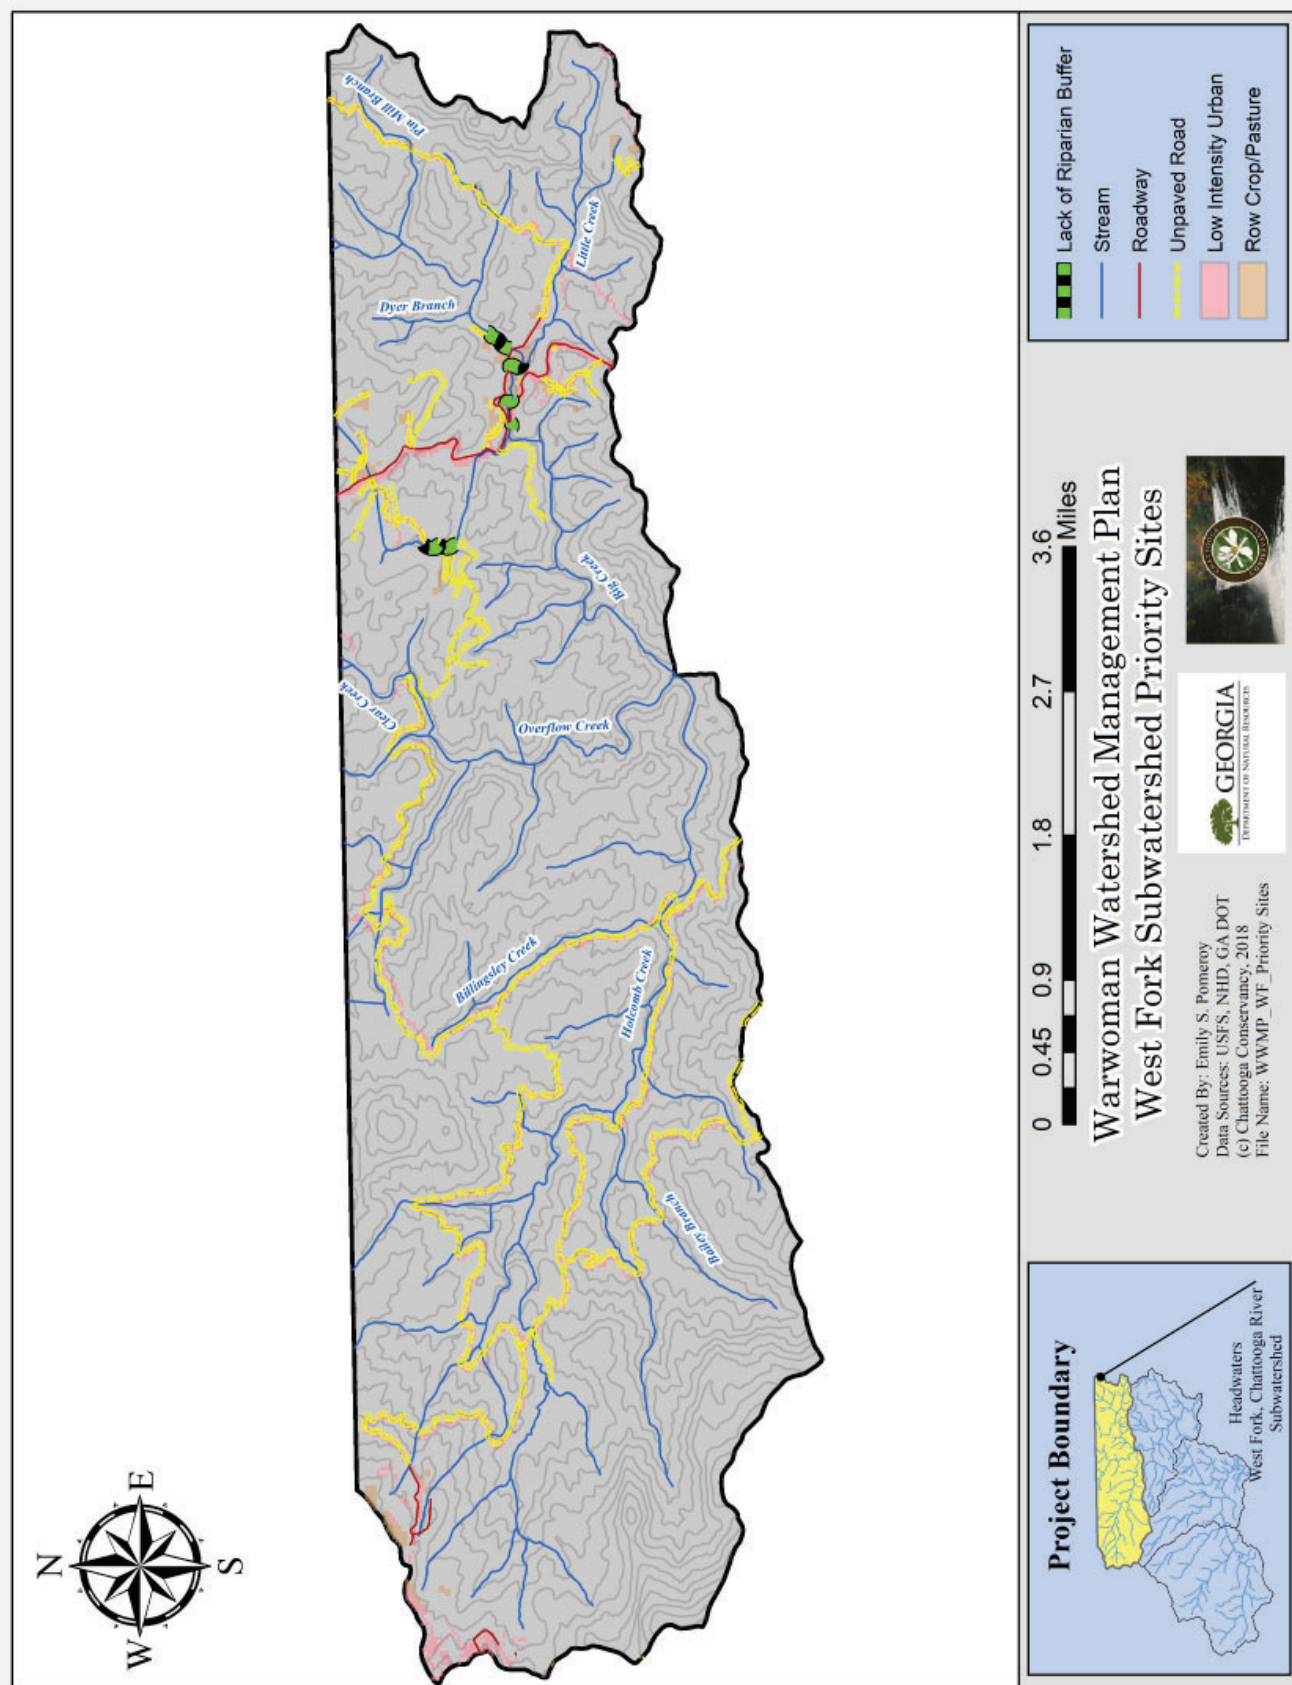 N
W
E
S
Pin Mill Branch
Little Creek
Dyer Branch
Big Creek
Clear Creek
Overflow Creek
Billingsley Creek
Holcomb Creek
Bailey Branch
Project Boundary
Headwaters
West Fork, Chattooga River
Subwatershed
0 0.45 0.9 1.8 2.7 3.6
Miles
Warwoman Watershed Management Plan
West Fork Subwatershed Priority Sites
Created By: Emily S. Pomeroy
Data Sources: USFS, NHD, GA DOT
(c) Chattooga Conservancy, 2018
File Name: WWMP_WF_Priority Sites
GEORGIA
DEPARTMENT OF NATURAL RESOURCES
Lack of Riparian Buffer
Stream
Roadway
Unpaved Road
Low Intensity Urban
Row Crop/Pasture